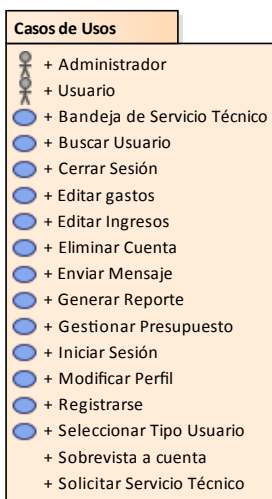 Casos de Usos
+ Administrador
+ Usuario
+ Bandeja de Servicio Técnico
+ Buscar Usuario
+ Cerrar Sesión
+ Editar gastos
+ Editar Ingresos
+ Eliminar Cuenta
+ Enviar Mensaje
+ Generar Reporte
+ Gestionar Presupuesto
+ Iniciar Sesión
+ Modificar Perfil
+ Registrarse
+ Seleccionar Tipo Usuario
+ Sobrevista a cuenta
+ Solicitar Servicio Técnico